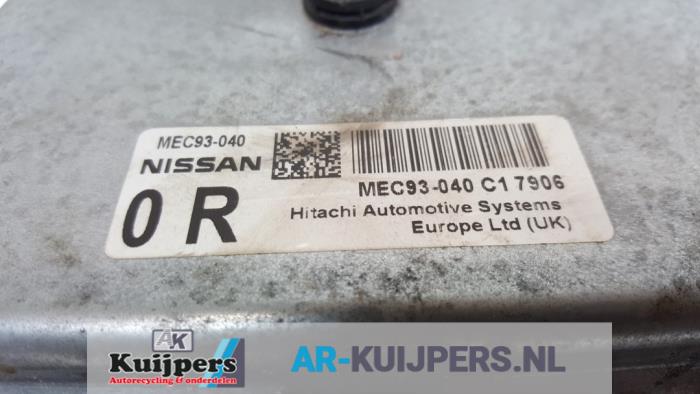 MEC93-040
NISSAN
0 R
MEC93-040 C1 7906
Hitachi Automotive Systems
Europe Ltd (UK)
AK
Kuijpers
Autorecycling & onderdelen
AR-KUIJPERS.NL